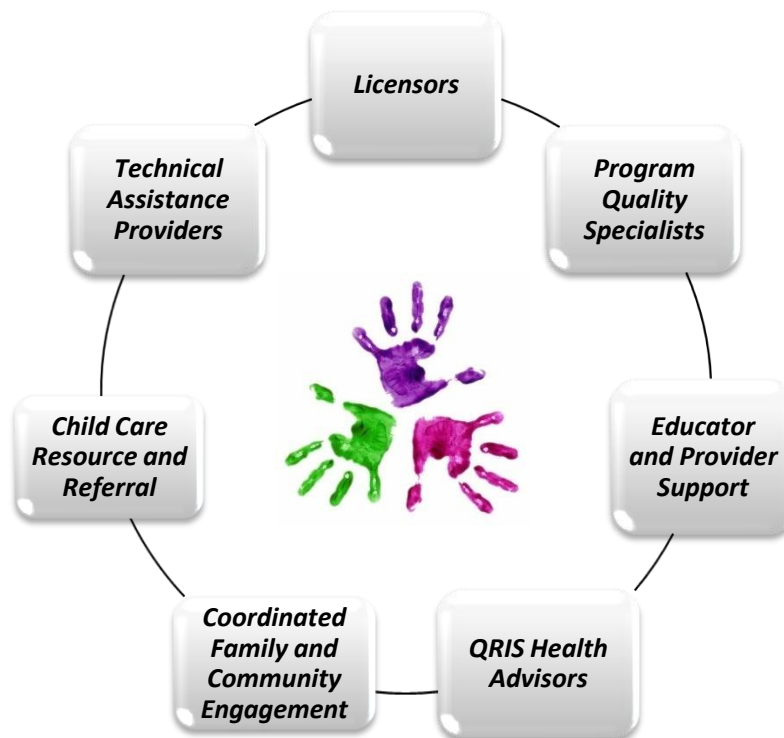 Licensors
Program
Quality
Specialists
Educator
and Provider
Support
QRIS Health
Advisors
Coordinated
Family and
Community
Engagement
Child Care
Resource and
Referral
Technical
Assistance
Providers